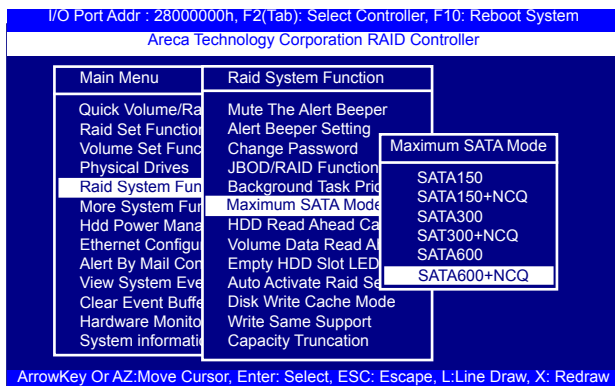 I/O Port Addr : 28000000h, F2(Tab): Select Controller, F10: Reboot System
Areca Technology Corporation RAID Controller
Main Menu
Quick Volume/Ra
Raid Set Function
Volume Set Func
Physical Drives
Raid System Fun
More System Fun
Hdd Power Mana
Ethernet Configu
Alert By Mail Con
View System Eve
Clear Event Buffe
Hardware Monito
System informatio
Raid System Function
Mute The Alert Beeper
Alert Beeper Setting
Change Password
JBOD/RAID Function
Background Task Prio
Maximum SATA Mode
HDD Read Ahead Ca
Volume Data Read A
Empty HDD Slot LED
Auto Activate Raid Se
Disk Write Cache Mode
Write Same Support
Capacity Truncation
Maximum SATA Mode
SATA150
SATA150+NCQ
SATA300
SAT300+NCQ
SATA600
SATA600+NCQ
ArrowKey Or AZ:Move Cursor, Enter: Select, ESC: Escape, L:Line Draw, X: Redraw